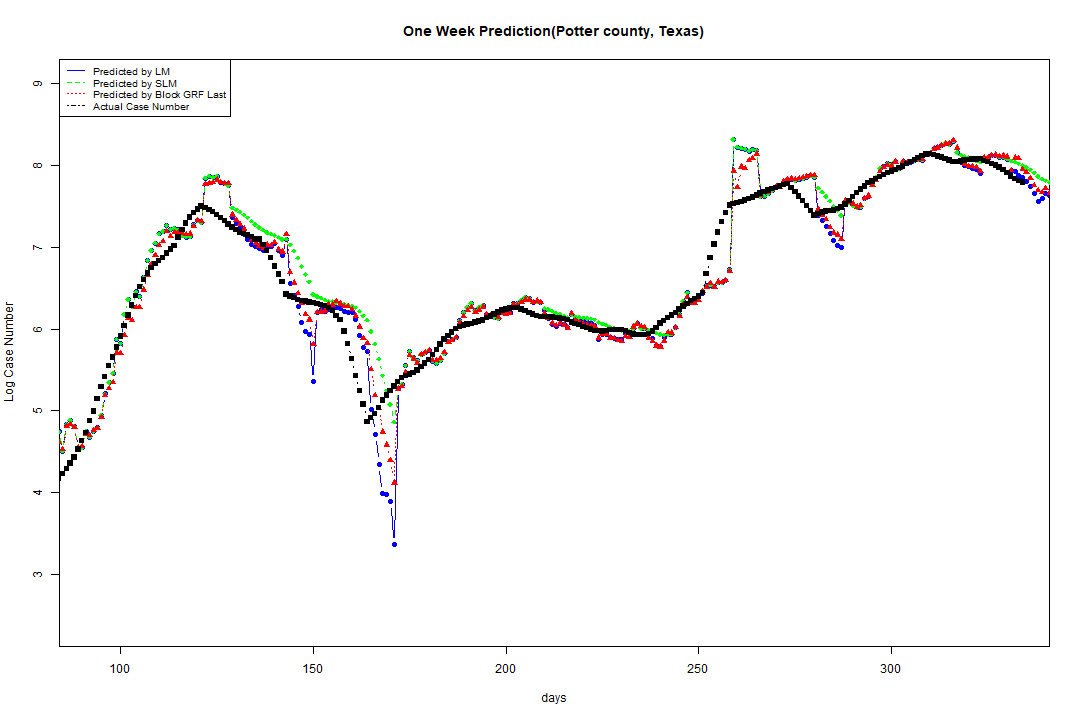 One Week Prediction(Potter county, Texas)
Predicted by LM
Predicted by SLM
Predicted by Block GRF Last
Actual Case Number
Log Case Number
9
8
7
6
5
4
3
100 150 200 250 300
days